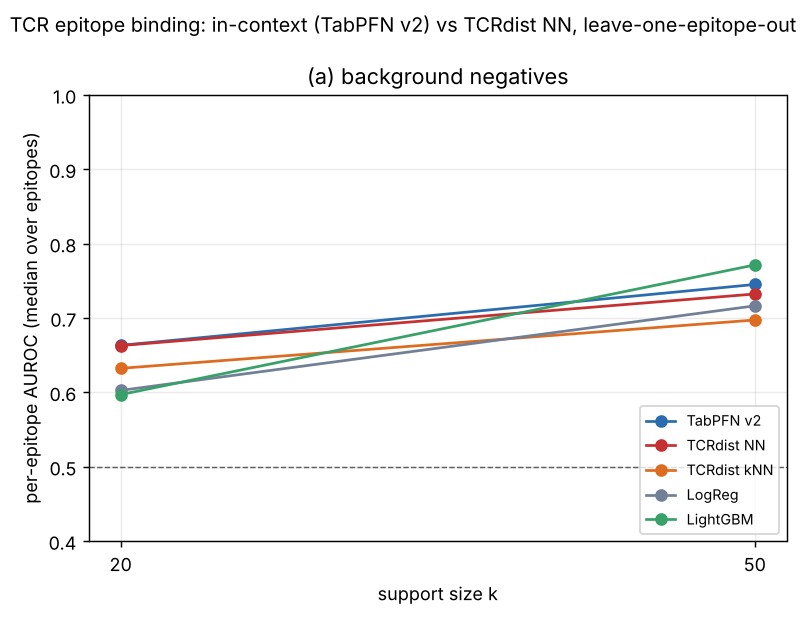 TCR epitope binding: in-context (TabPFN v2) vs TCRdist NN, leave-one-epitope-out
(a) background negatives
per-epitope AUROC (median over epitopes)
1.0
0.9
0.8
0.7
0.6
0.5
0.4
TabPFN v2
TCRdist NN
TCRdist kNN
LogReg
LightGBM
20
50
support size k